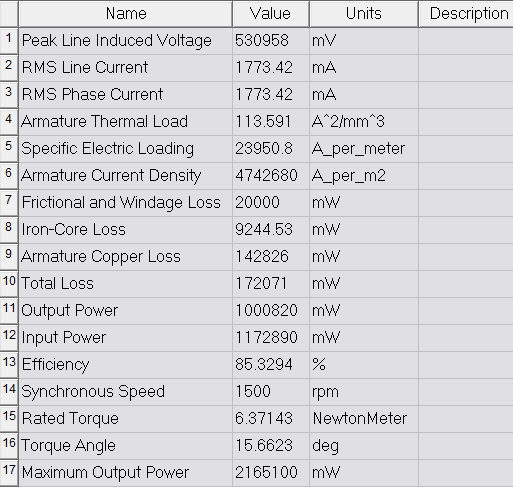 Name Value Units Description
1 Peak Line Induced Voltage 530958 mV
2 RMS Line Current 1773.42 mA
3 RMS Phase Current 1773.42 mA
4 Armature Thermal Load 113.591 A^2/mm^3
5 Specific Electric Loading 23950.8 A_per_meter
6 Armature Current Density 4742680 A_per_m2
7 Frictional and Windage Loss 20000 mW
8 Iron-Core Loss 9244.53 mW
9 Armature Copper Loss 142826 mW
10 Total Loss 172071 mW
11 Output Power 1000820 mW
12 Input Power 1172890 mW
13 Efficiency 85.3294 %
14 Synchronous Speed 1500 rpm
15 Rated Torque 6.37143 NewtonMeter
16 Torque Angle 15.6623 deg
17 Maximum Output Power 2165100 mW